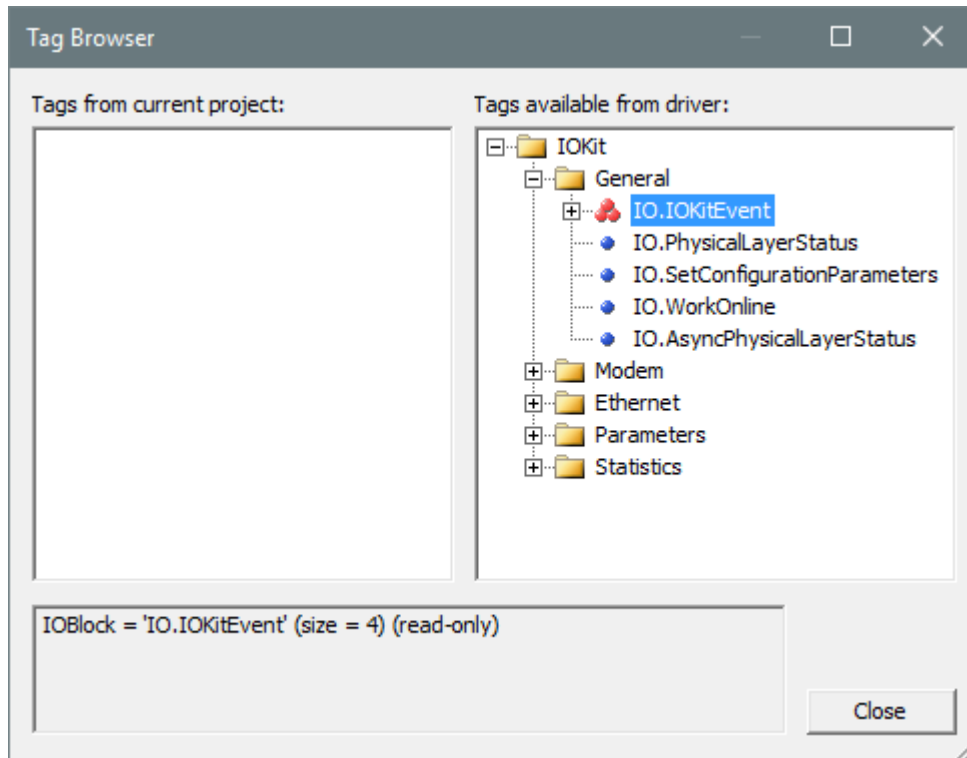 Tag Browser
Tags from current project:
Tags available from driver:
IOKit
General
IO.IOKitEvent
IO.PhysicalLayerStatus
IO.SetConfigurationParameters
IO.WorkOnline
IO.AsyncPhysicalLayerStatus
Modem
Ethernet
Parameters
Statistics
IOBlock = 'IO.IOKitEvent' (size = 4) (read-only)
Close